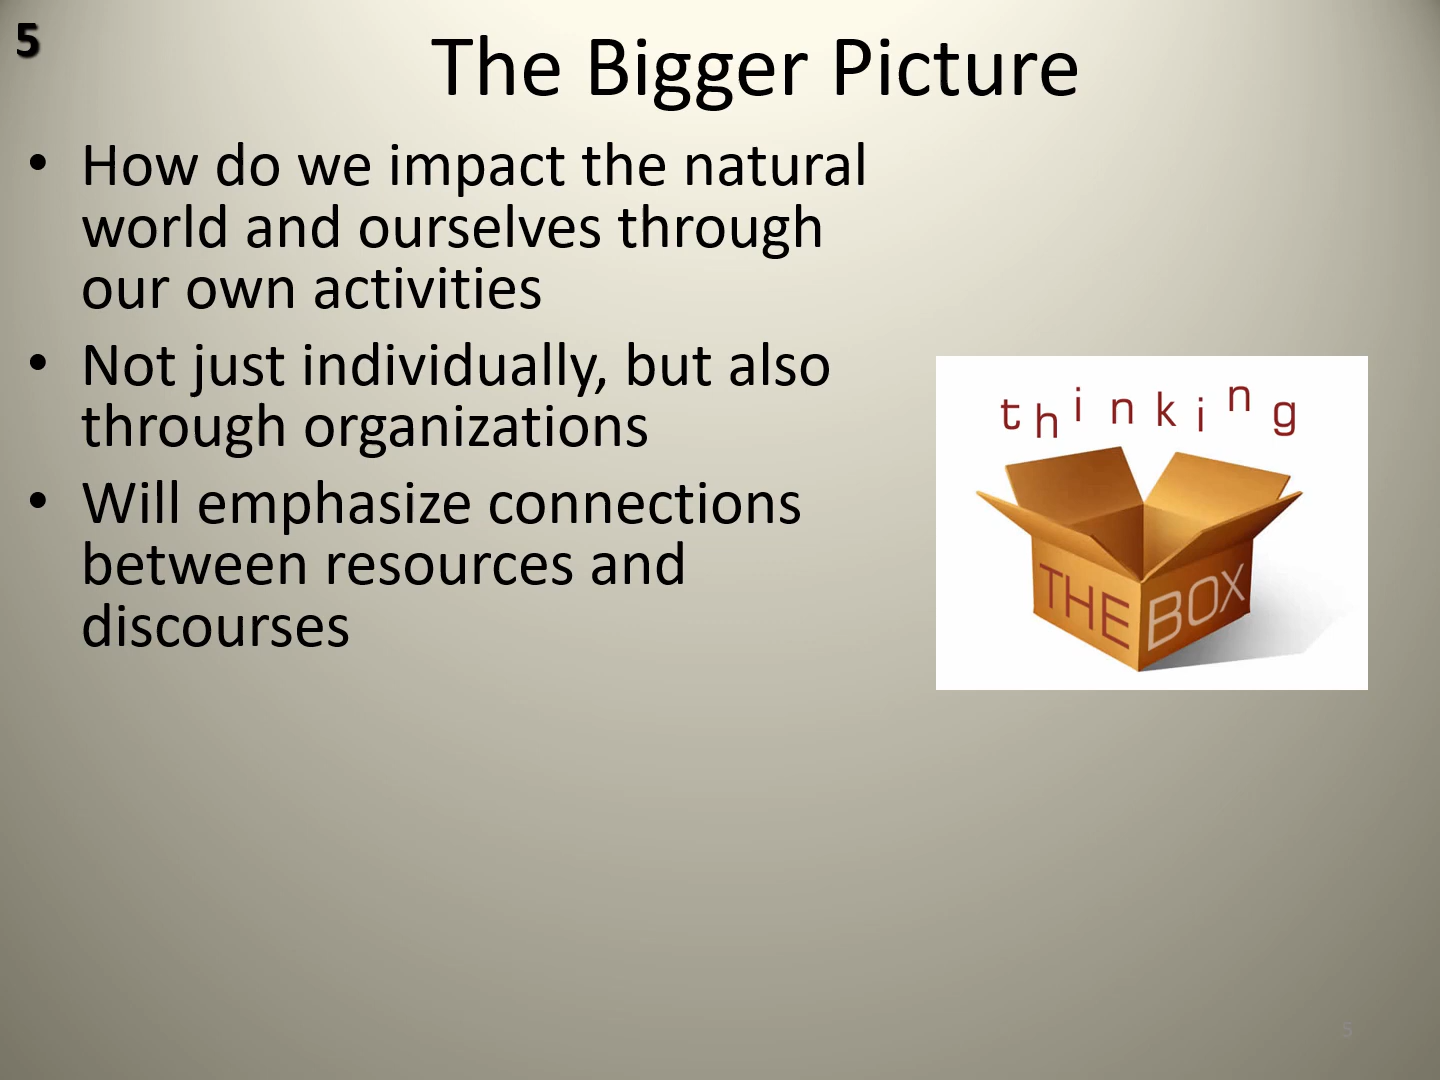 5
The Bigger Picture
• How do we impact the natural
world and ourselves through
our own activities
• Not just individually, but also
through organizations
• Will emphasize connections
between resources and
discourses
thinking
THE BOX
5